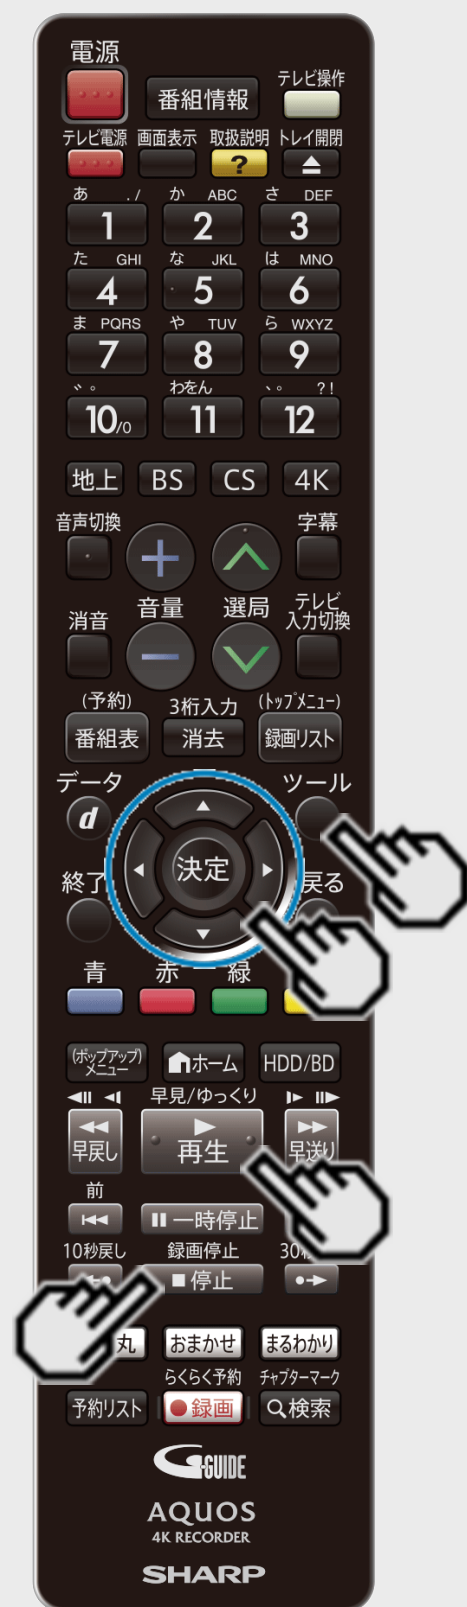 電源
番組情報
テレビ操作
テレビ電源 画面表示 取扱説明 トレイ開閉
?
あ ./ か ABC さ DEF
1 2 3
た GHI な JKL は MNO
4 5 6
ま PQRS や TUV ら WXYZ
7 8 9
゛゜ わをん 、。 ?!
10/0 11 12
地上 BS CS 4K
音声切換 字幕
+
音量 選局
消音 テレビ
入力切換
−
(予約) 3桁入力 (トップメニュー)
番組表 消去 録画リスト
データ ツール
d
決定
終了 戻る
青 赤 緑
(ポップアップ)
メニュー ホーム HDD/BD
早見/ゆっくり
早戻し 再生 早送り
前
一時停止
10秒戻し 録画停止 30
停止
丸 おまかせ まるわかり
らくらく予約 チャプターマーク
予約リスト 録画 検索
G-GUIDE
AQUOS
4K RECORDER
SHARP